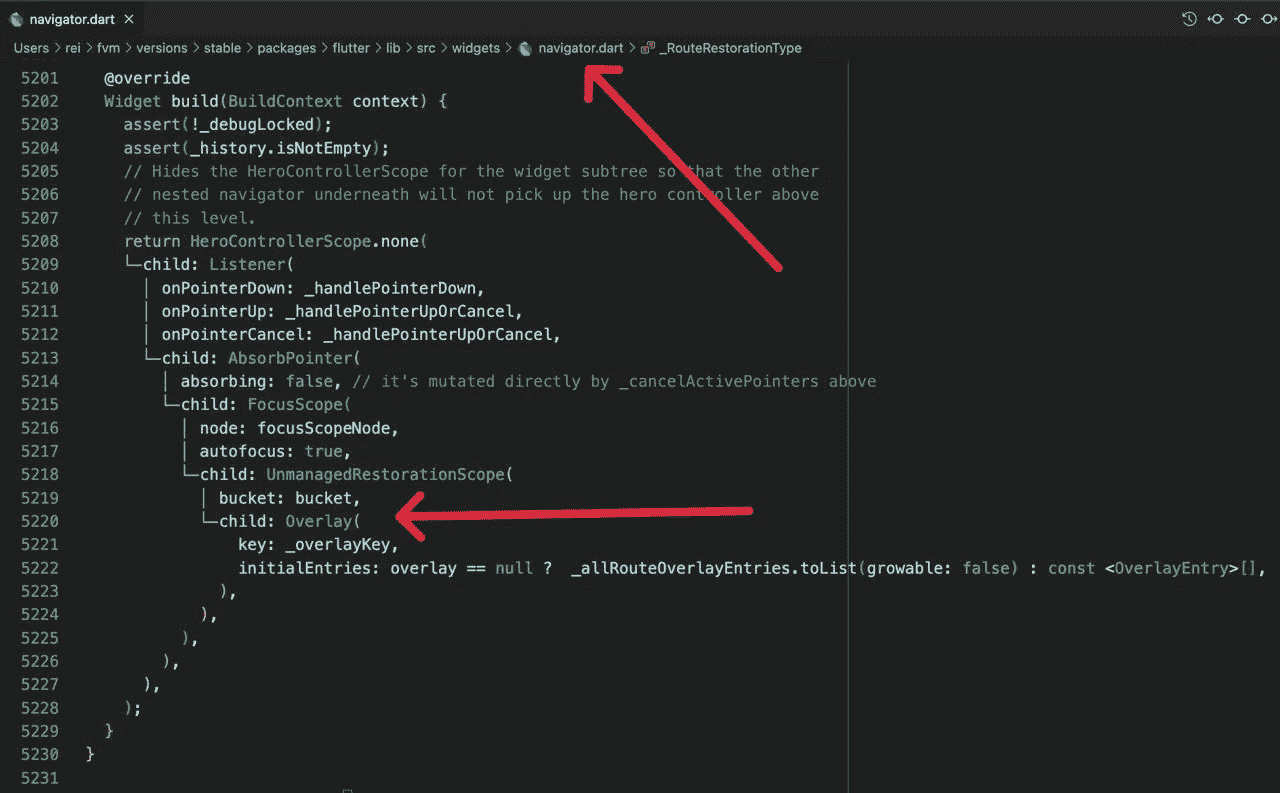 navigator.dart
Users > rei > fvm > versions > stable > packages > flutter > lib > src > widgets > navigator.dart > _RouteRestorationType
5201 @override
5202 Widget build(BuildContext context) {
5203 assert(!_debugLocked);
5204 assert(_history.isNotEmpty);
5205 // Hides the HeroControllerScope for the widget subtree so that the other
5206 // nested navigator underneath will not pick up the hero controller above
5207 // this level.
5208 return HeroControllerScope.none(
5209 child: Listener(
5210 onPointerDown: _handlePointerDown,
5211 onPointerUp: _handlePointerUpOrCancel,
5212 onPointerCancel: _handlePointerUpOrCancel,
5213 child: AbsorbPointer(
5214 absorbing: false, // it's mutated directly by _cancelActivePointers above
5215 child: FocusScope(
5216 node: focusScopeNode,
5217 autofocus: true,
5218 child: UnmanagedRestorationScope(
5219 bucket: bucket,
5220 child: Overlay(
5221 key: _overlayKey,
5222 initialEntries: overlay == null ? _allRouteOverlayEntries.toList(growable: false) : const <OverlayEntry>[],
5223 ),
5224 ),
5225 ),
5226 ),
5227 ),
5228 );
5229 }
5230 }
5231